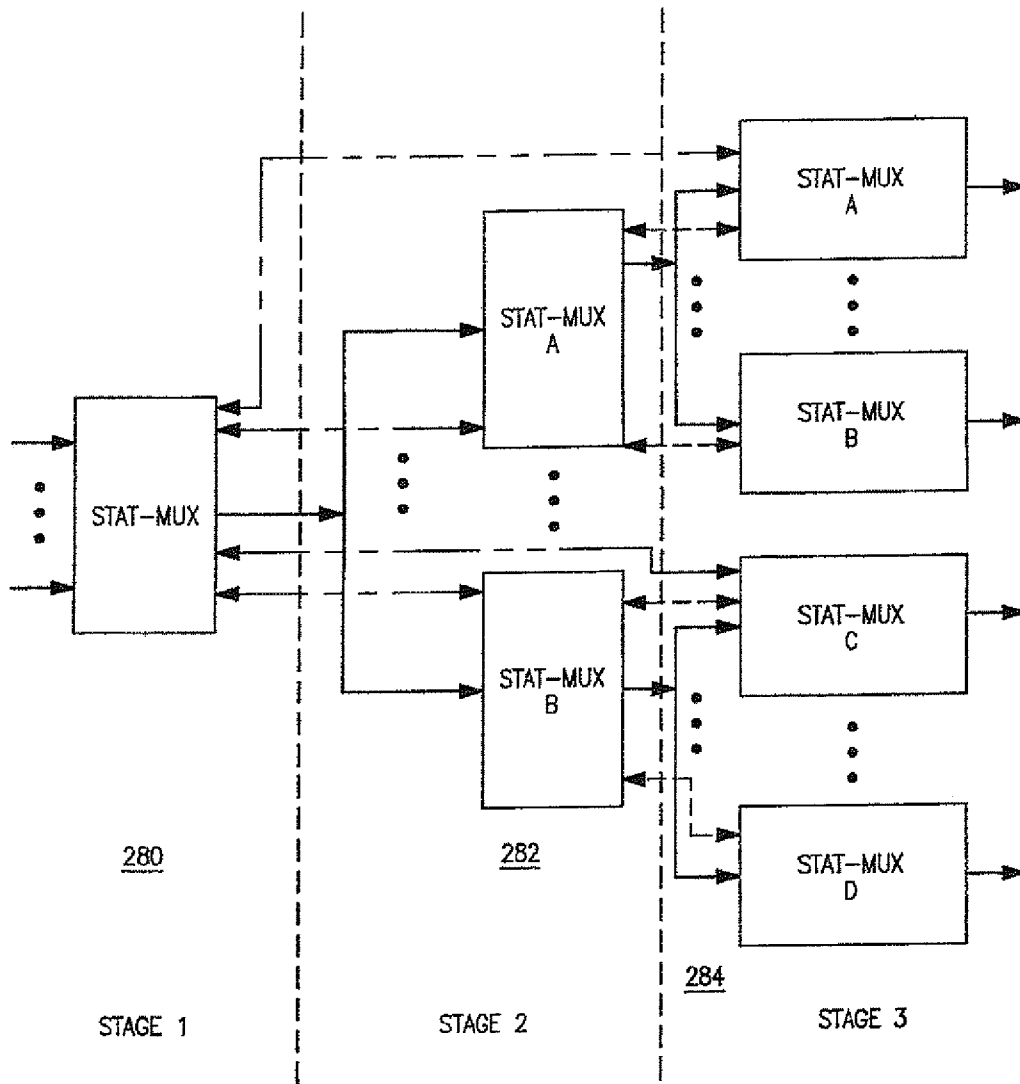 STAT-MUX
A
STAT-MUX
A
STAT-MUX
B
STAT-MUX
STAT-MUX
B
STAT-MUX
C
STAT-MUX
D
280
282
284
STAGE 1
STAGE 2
STAGE 3